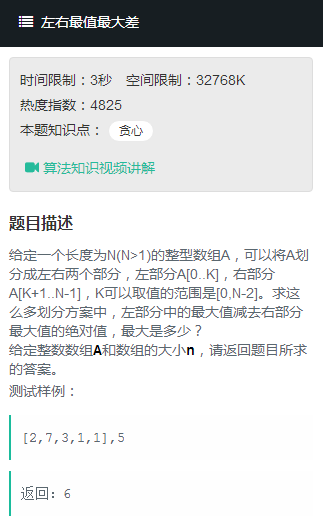 左右最值最大差
时间限制：3秒 空间限制：32768K
热度指数：4825
本题知识点： 贪心
算法知识视频讲解
题目描述
给定一个长度为N(N>1)的整型数组A，可以将A划
分成左右两个部分，左部分A[0..K]，右部分
A[K+1..N-1]，K可以取值的范围是[0,N-2]。求这
么多划分方案中，左部分中的最大值减去右部分
最大值的绝对值，最大是多少？
给定整数数组A和数组的大小n，请返回题目所求
的答案。
测试样例：
[2,7,3,1,1],5
返回：6